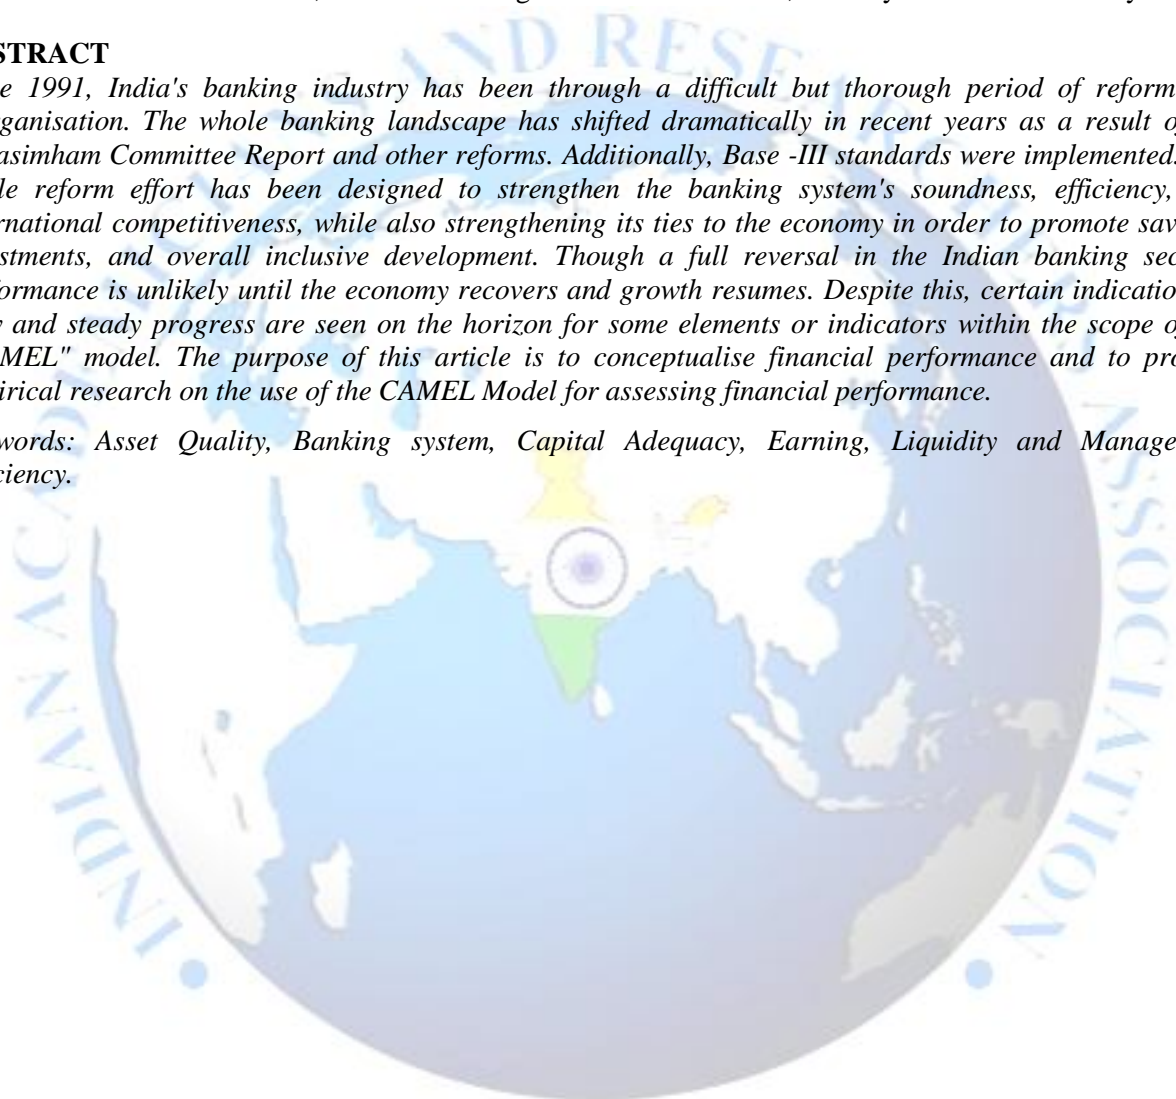 STRACT
e 1991, India's banking industry has been through a difficult but thorough period of reform
ganisation. The whole banking landscape has shifted dramatically in recent years as a result o
asimham Committee Report and other reforms. Additionally, Base -III standards were implemented.
le reform effort has been designed to strengthen the banking system's soundness, efficiency,
rnational competitiveness, while also strengthening its ties to the economy in order to promote sav
stments, and overall inclusive development. Though a full reversal in the Indian banking sec
formance is unlikely until the economy recovers and growth resumes. Despite this, certain indicatio
y and steady progress are seen on the horizon for some elements or indicators within the scope o
MEL" model. The purpose of this article is to conceptualise financial performance and to pro
irical research on the use of the CAMEL Model for assessing financial performance.
words: Asset Quality, Banking system, Capital Adequacy, Earning, Liquidity and Manage
ciency.
INDIAN ACADEMICIANS AND RESEARCHERS ASSOCIATION